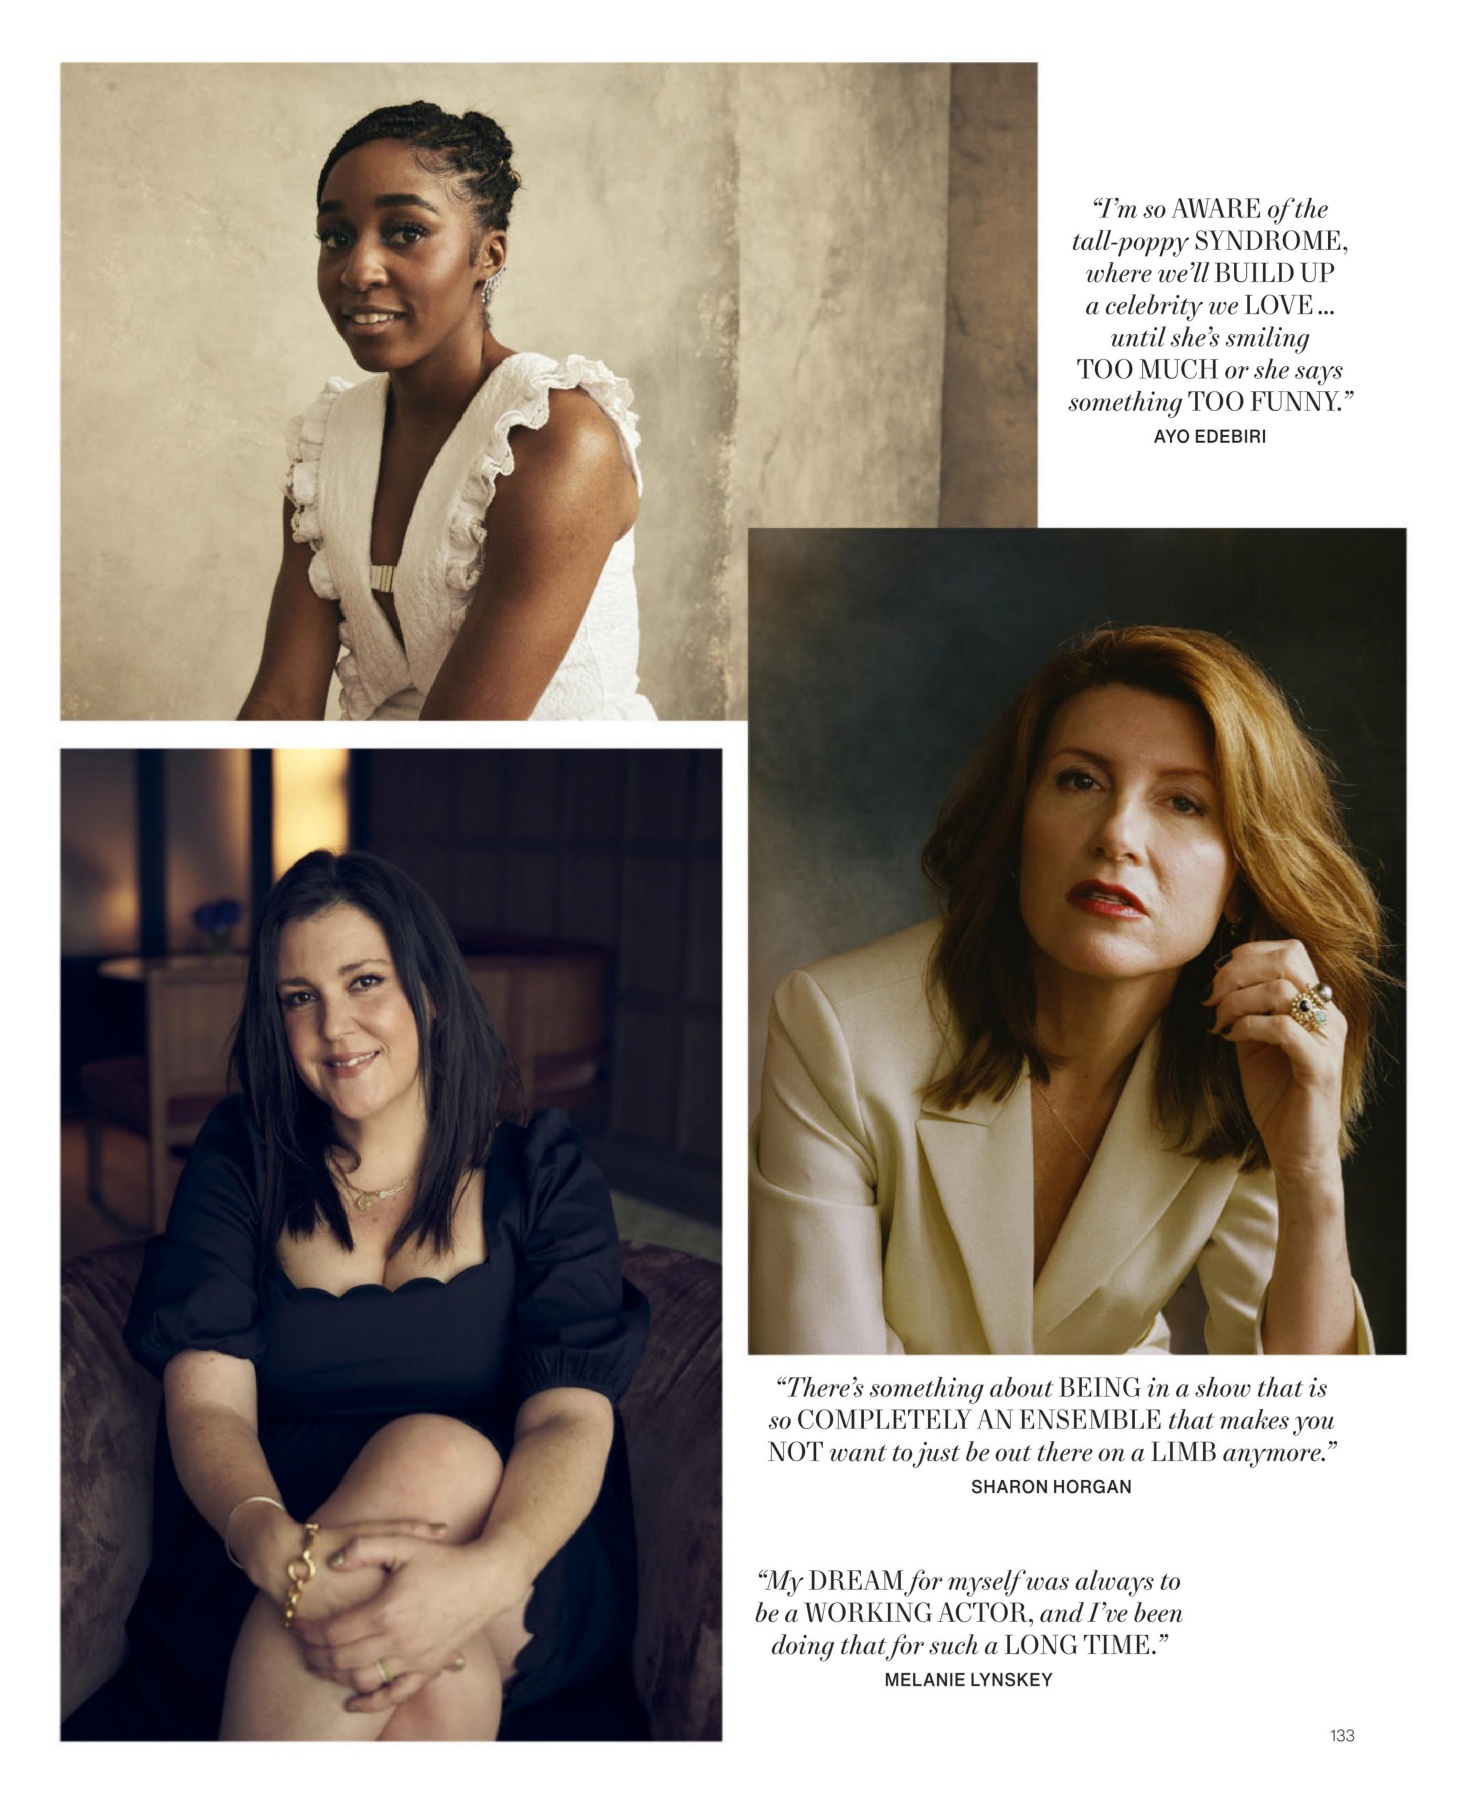 “I’m so AWARE of the
tall-poppy SYNDROME,
where we’ll BUILD UP
a celebrity we LOVE ...
until she’s smiling
TOO MUCH or she says
something TOO FUNNY.”
AYO EDEBIRI
“There’s something about BEING in a show that is
so COMPLETELY AN ENSEMBLE that makes you
NOT want to just be out there on a LIMB anymore.”
SHARON HORGAN
“My DREAM for myself was always to
be a WORKING ACTOR, and I’ve been
doing that for such a LONG TIME.”
MELANIE LYNSKEY
133